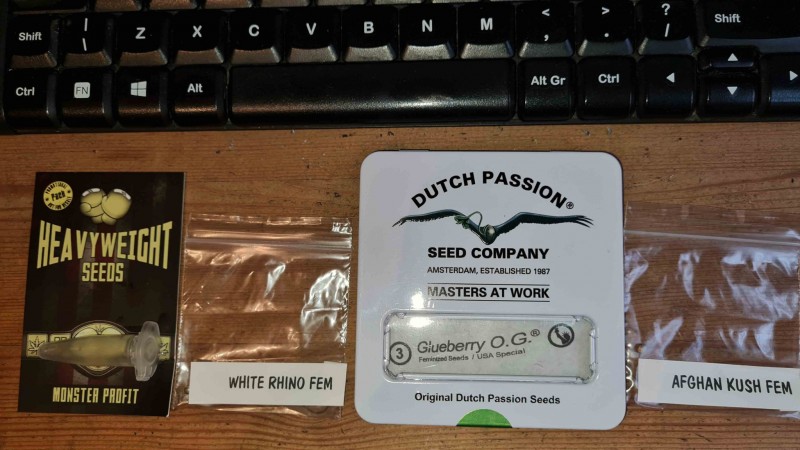 Shift
|
\
Z
X
C
V
B
N
M
<
,
>
.
?
/
Shift
Ctrl
FN
Alt
Alt Gr
Ctrl
Pack
HEAVYWEIGHT
SEEDS
MONSTER PROFIT
WHITE RHINO FEM
DUTCH PASSION®
SEED COMPANY
AMSTERDAM, ESTABLISHED 1987
MASTERS AT WORK
3
Glueberry O.G.®
Feminized Seeds / USA Special
Original Dutch Passion Seeds
AFGHAN KUSH FEM